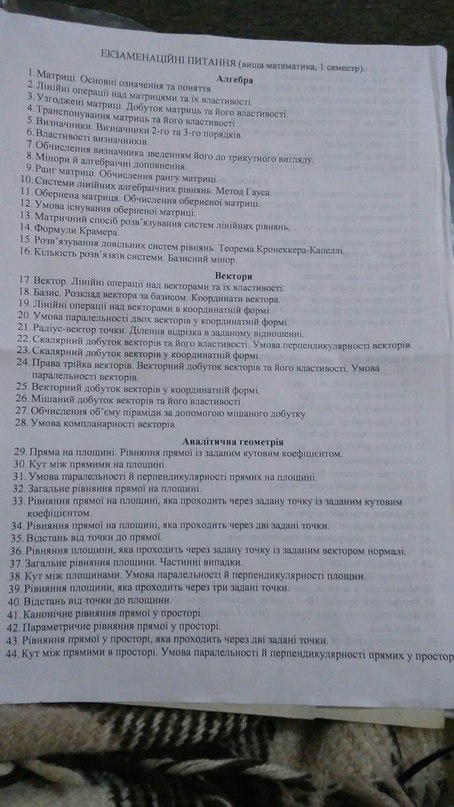 ЕКЗАМЕНАЦІЙНІ ПИТАННЯ (вища математика, 1 семестр).
Алгебра
1. Матриці. Основні означення та поняття
2. Лінійні операції над матрицями та їх властивості.
3. Узгоджені матриці. Добуток матриць та його властивості.
4. Транспонування матриць та його властивості
5. Визначники. Визначники 2-го та 3-го порядків.
6. Властивості визначників.
7 Обчислення визначника зведенням його до трикутного вигляду.
8. Мінори й алгебраїчні доповнення.
9. Ранг матриці. Обчислення рангу матриці
10. Системи лінійних алгебраїчних рівнянь. Метод Гауса.
11. Обернена матриця. Обчислення оберненої матриці.
12. Умова існування оберненої матриці.
13. Матричний спосіб розв'язування систем лінійних рівнянь.
14. Формули Крамера.
15. Розв'язування довільних систем рівнянь. Теорема Кронеккера-Капеллі.
16. Кількість розв'язків системи. Базисний мінор.
Вектори
17. Вектор. Лінійні операції над векторами та їх властивості.
18. Базис. Розклад вектора за базисом. Координати вектора.
19. Лінійні операції над векторами в координатній формі.
20. Умова паралельності двох векторів у координатній формі.
21. Радіус-вектор точки. Ділення відрізка в заданому відношенні.
22. Скалярний добуток векторів та його властивості. Умова перпендикулярності векторів.
23. Скалярний добуток векторів у координатній формі.
24. Права трійка векторів. Векторний добуток векторів та його властивості. Умова
паралельності векторів.
25. Векторний добуток векторів у координатній формі.
26. Мішаний добуток векторів та його властивості.
27. Обчислення об'єму піраміди за допомогою мішаного добутку.
28. Умова компланарності векторів.
Аналітична геометрія
29. Пряма на площині. Рівняння прямої із заданим кутовим коефіцієнтом.
30. Кут між прямими на площині.
31. Умова паралельності й перпендикулярності прямих на площині.
32. Загальне рівняння прямої на площині.
33. Рівняння прямої на площині, яка проходить через задану точку із заданим кутовим
коефіцієнтом.
34. Рівняння прямої на площині, яка проходить через дві задані точки.
35. Відстань від точки до прямої.
36. Рівняння площини, яка проходить через задану точку із заданим вектором нормалі.
37. Загальне рівняння площини. Частинні випадки.
38. Кут між площинами. Умова паралельності й перпендикулярності площин.
39. Рівняння площини, яка проходить через три задані точки.
40. Відстань від точки до площини.
41. Канонічне рівняння прямої у просторі.
42. Параметричне рівняння прямої у просторі.
43. Рівняння прямої у просторі, яка проходить через дві задані точки.
44. Кут між прямими в просторі. Умова паралельності й перпендикулярності прямих у простор